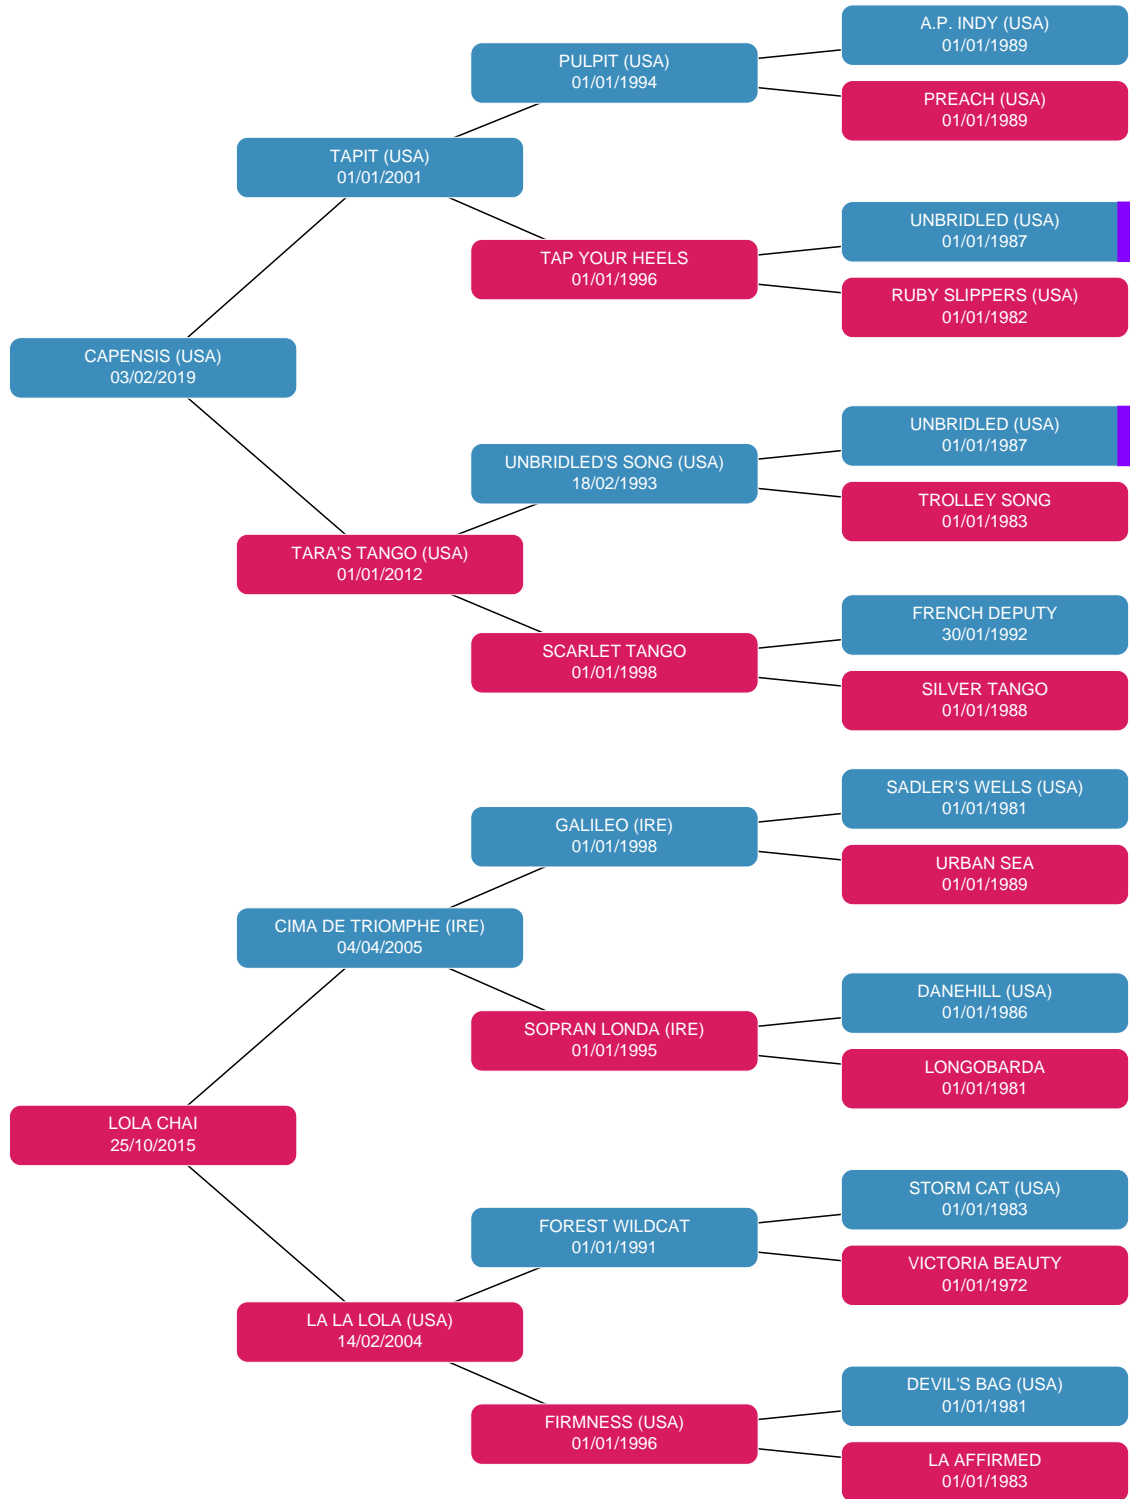 A.P. INDY (USA)
01/01/1989
PULPIT (USA)
01/01/1994
PREACH (USA)
01/01/1989
TAPIT (USA)
01/01/2001
UNBRIDLED (USA)
01/01/1987
TAP YOUR HEELS
01/01/1996
RUBY SLIPPERS (USA)
01/01/1982
CAPENSIS (USA)
03/02/2019
UNBRIDLED (USA)
01/01/1987
UNBRIDLED'S SONG (USA)
18/02/1993
TROLLEY SONG
01/01/1983
TARA'S TANGO (USA)
01/01/2012
FRENCH DEPUTY
30/01/1992
SCARLET TANGO
01/01/1998
SILVER TANGO
01/01/1988
SADLER'S WELLS (USA)
01/01/1981
GALILEO (IRE)
01/01/1998
URBAN SEA
01/01/1989
CIMA DE TRIOMPHE (IRE)
04/04/2005
DANEHILL (USA)
01/01/1986
SOPRAN LONDA (IRE)
01/01/1995
LONGOBARDA
01/01/1981
LOLA CHAI
25/10/2015
STORM CAT (USA)
01/01/1983
FOREST WILDCAT
01/01/1991
VICTORIA BEAUTY
01/01/1972
LA LA LOLA (USA)
14/02/2004
DEVIL'S BAG (USA)
01/01/1981
FIRMNESS (USA)
01/01/1996
LA AFFIRMED
01/01/1983